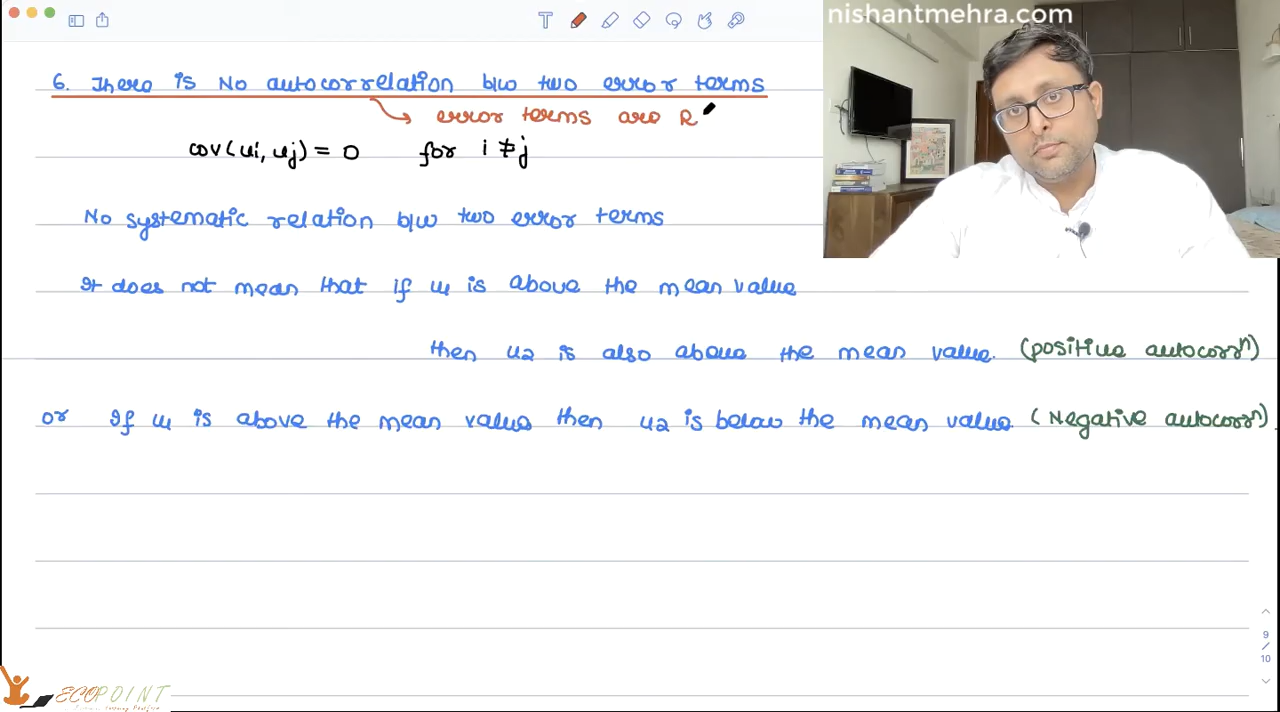 nishantmehra.com
6. There is No autocorrelation b/w two error terms
error terms are R
cov(ui, uj) = 0 for i ≠ j
No systematic relation b/w two error terms
It does not mean that if u1 is above the mean value
then u2 is also above the mean value. (positive autocorrn)
or If u1 is above the mean value then u2 is below the mean value. (Negative autocorrn)
9
/
10
ECOPOINT